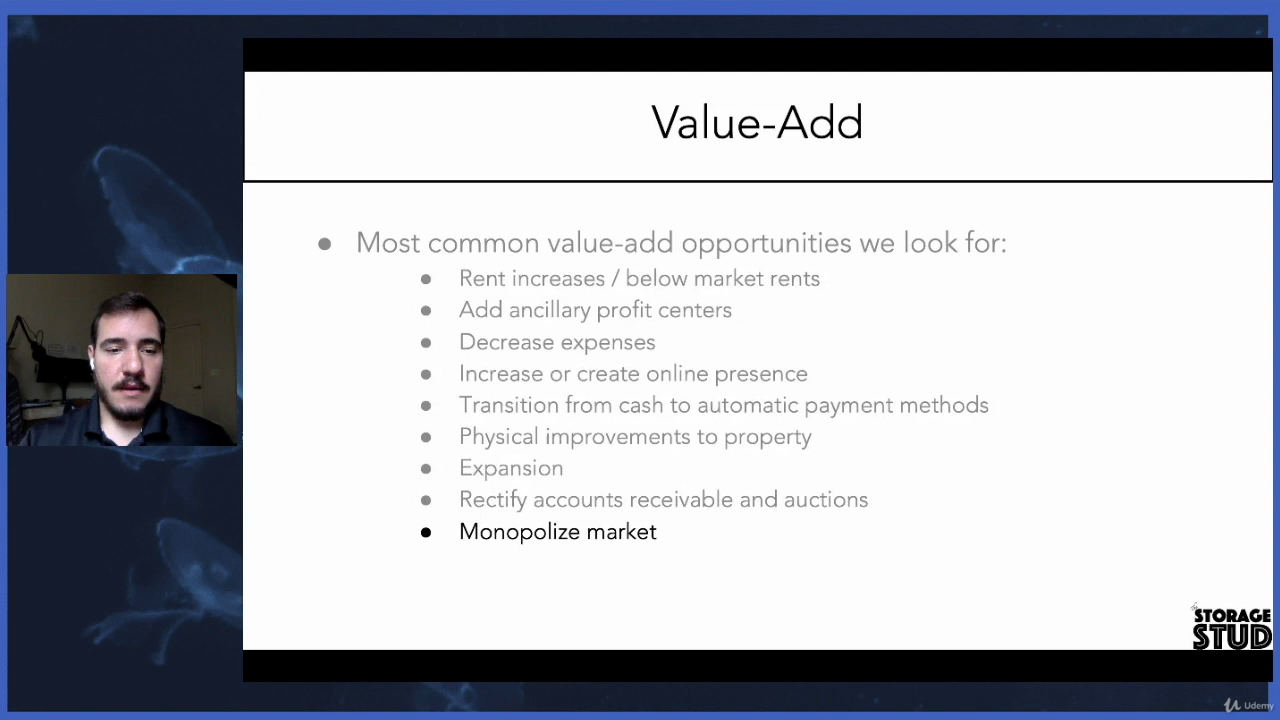 Value-Add
● Most common value-add opportunities we look for:
● Rent increases / below market rents
● Add ancillary profit centers
● Decrease expenses
● Increase or create online presence
● Transition from cash to automatic payment methods
● Physical improvements to property
● Expansion
● Rectify accounts receivable and auctions
● Monopolize market
the
STORAGE
STUD
Udemy